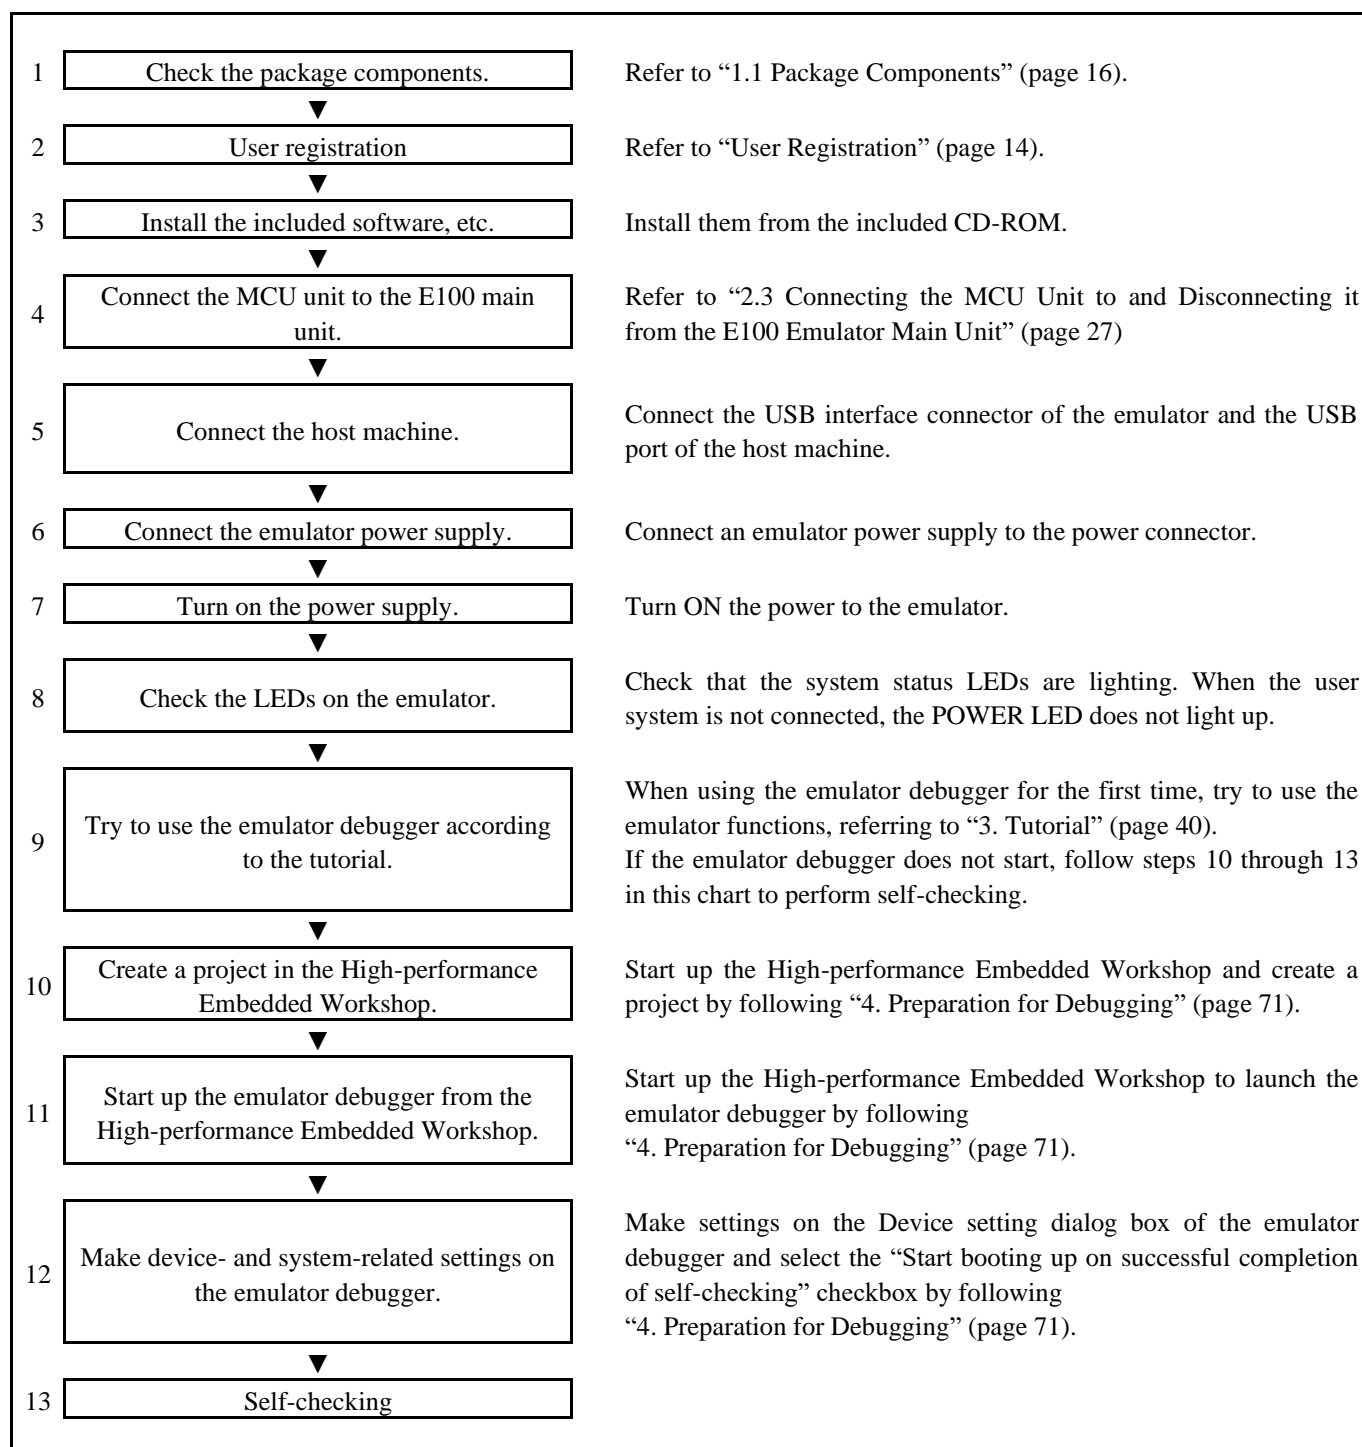 1 Check the package components. Refer to “1.1 Package Components” (page 16).
▼
2 User registration Refer to “User Registration” (page 14).
▼
3 Install the included software, etc. Install them from the included CD-ROM.
▼
4 Connect the MCU unit to the E100 main
unit.
Refer to “2.3 Connecting the MCU Unit to and Disconnecting it
from the E100 Emulator Main Unit” (page 27)
▼
5 Connect the host machine.
Connect the USB interface connector of the emulator and the USB
port of the host machine.
▼
6 Connect the emulator power supply. Connect an emulator power supply to the power connector.
▼
7 Turn on the power supply. Turn ON the power to the emulator.
▼
8 Check the LEDs on the emulator.
Check that the system status LEDs are lighting. When the user
system is not connected, the POWER LED does not light up.
▼
9 Try to use the emulator debugger according
to the tutorial.
When using the emulator debugger for the first time, try to use the
emulator functions, referring to “3. Tutorial” (page 40).
If the emulator debugger does not start, follow steps 10 through 13
in this chart to perform self-checking.
▼
10 Create a project in the High-performance
Embedded Workshop.
Start up the High-performance Embedded Workshop and create a
project by following “4. Preparation for Debugging” (page 71).
▼
11 Start up the emulator debugger from the
High-performance Embedded Workshop.
Start up the High-performance Embedded Workshop to launch the
emulator debugger by following
“4. Preparation for Debugging” (page 71).
▼
12 Make device- and system-related settings on
the emulator debugger.
Make settings on the Device setting dialog box of the emulator
debugger and select the “Start booting up on successful completion
of self-checking” checkbox by following
“4. Preparation for Debugging” (page 71).
▼
13 Self-checking